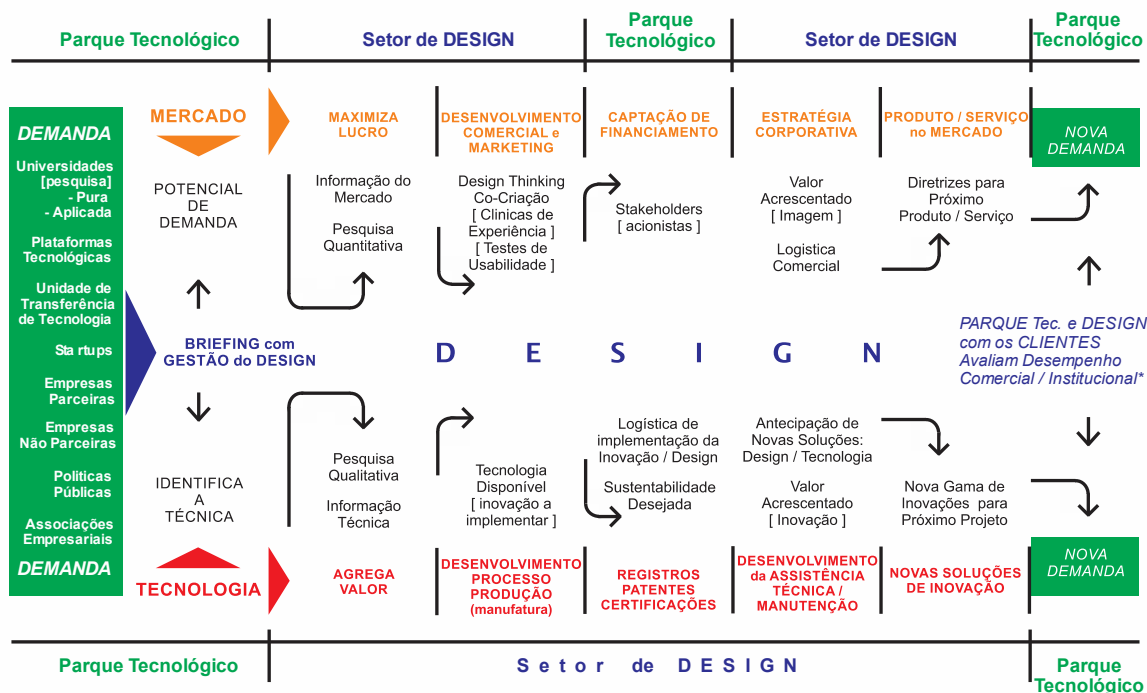 Parque Tecnológico
Setor de DESIGN
Parque
Tecnológico
Setor de DESIGN
Parque
Tecnológico
DEMANDA
Universidades
[pesquisa]
- Pura
- Aplicada
Plataformas
Tecnológicas
Unidade de
Transferência
de Tecnologia
Sta rtups
Empresas
Parceiras
Empresas
Não Parceiras
Politicas
Públicas
Associações
Empresariais
DEMANDA
MERCADO
POTENCIAL
DE
DEMANDA
BRIEFING com
GESTÃO do DESIGN
IDENTIFICA
A
TÉCNICA
TECNOLOGIA
MAXIMIZA
LUCRO
Informação do
Mercado
Pesquisa
Quantitativa
DESENVOLVIMENTO
COMERCIAL e
MARKETING
Design Thinking
Co-Criação
[ Clinicas de
Experiência ]
[ Testes de
Usabilidade ]
CAPTAÇÃO DE
FINANCIAMENTO
Stakeholders
[ acionistas ]
ESTRATÉGIA
CORPORATIVA
Valor
Acrescentado
[ Imagem ]
Logistica
Comercial
PRODUTO / SERVIÇO
no MERCADO
Diretrizes para
Próximo
Produto / Serviço
NOVA
DEMANDA
D E S I G N
PARQUE Tec. e DESIGN
com os CLIENTES
Avaliam Desempenho
Comercial / Institucional*
Pesquisa
Qualitativa
Informação
Técnica
AGREGA
VALOR
Tecnologia
Disponível
[ inovação a
implementar ]
DESENVOLVIMENTO
PROCESSO
PRODUÇÃO
(manufatura)
Logística de
implementação da
Inovação / Design
Sustentabilidade
Desejada
REGISTROS
PATENTES
CERTIFICAÇÕES
Antecipação de
Novas Soluções:
Design / Tecnologia
Valor
Acrescentado
[ Inovação ]
DESENVOLVIMENTO
da ASSISTÊNCIA
TÉCNICA /
MANUTENÇÃO
Nova Gama de
Inovações para
Próximo Projeto
NOVAS SOLUÇÕES
DE INOVAÇÃO
NOVA
DEMANDA
Parque Tecnológico
Setor de DESIGN
Parque
Tecnológico